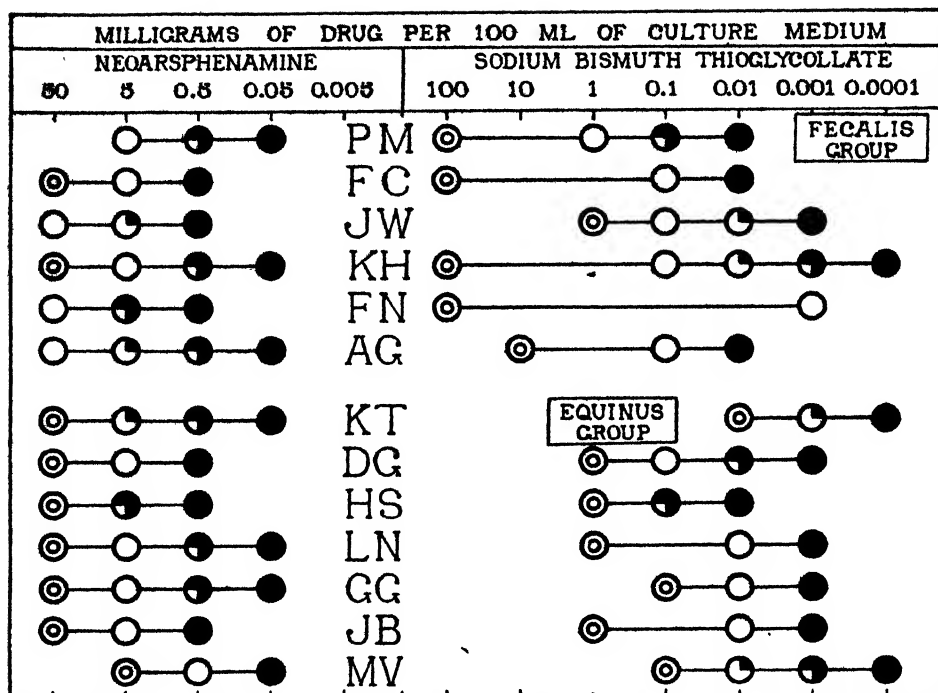 MILLIGRAMS OF DRUG PER 100 ML OF CULTURE MEDIUM
NEOARSPHENAMINE SODIUM BISMUTH THIOGLYCOLLATE
50 5 0.5 0.05 0.005 100 10 1 0.1 0.01 0.001 0.0001
PM FECALIS
GROUP
FC
JW
KH
FN
AG
KT EQUINUS
GROUP
DG
HS
LN
GG
JB
MV